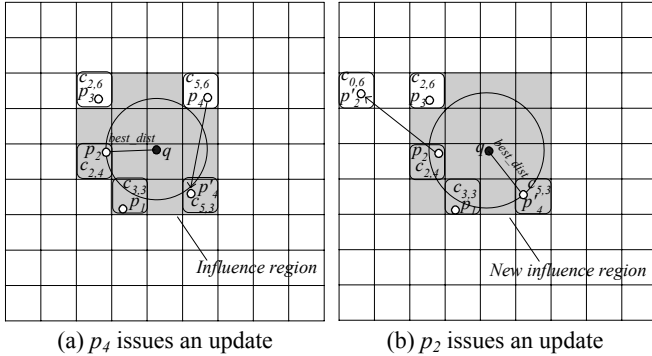 c2,6
p3
c5,6
p4
best_dist
p2
q
c2,4
c3,3
p1
p'4
c5,3
Influence region
(a) p4 issues an update
c0,6
p'2
c2,6
p3
p2
q
best_dist
c2,4
c3,3
p1
c5,3
p'4
New influence region
(b) p2 issues an update